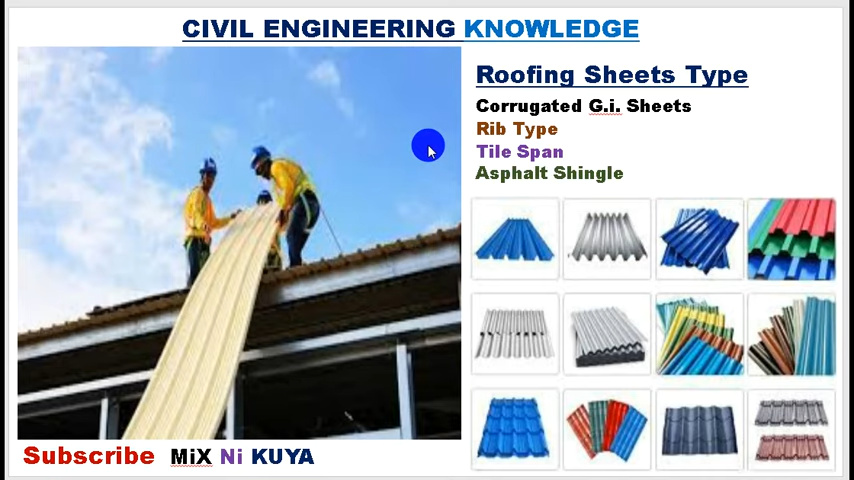 CIVIL ENGINEERING KNOWLEDGE
Roofing Sheets Type
Corrugated G.i. Sheets
Rib Type
Tile Span
Asphalt Shingle
Subscribe MiX Ni KUYA